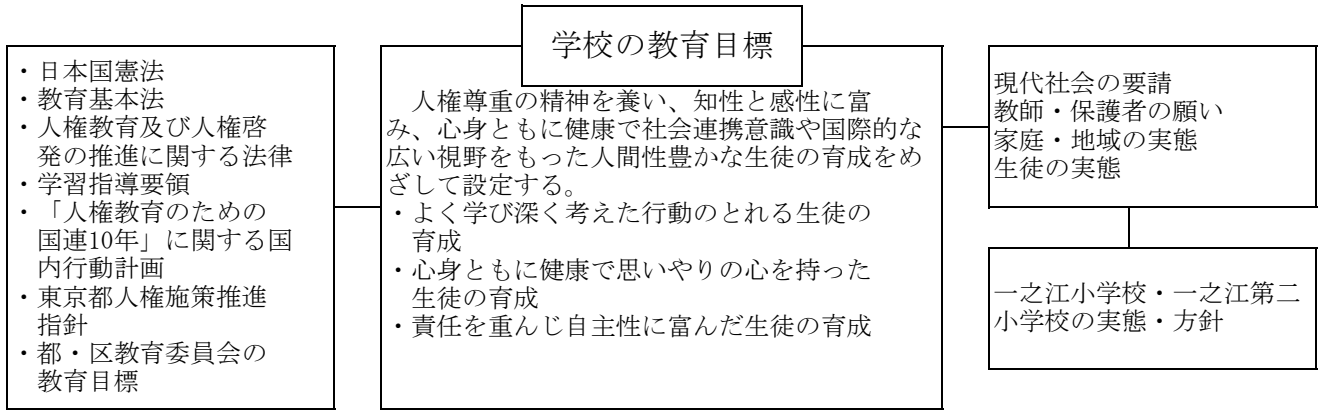 学校の教育目標
・日本国憲法
・教育基本法
・人権教育及び人権啓
発の推進に関する法律
・学習指導要領
・「人権教育のための
国連10年」に関する国
内行動計画
・東京都人権施策推進
指針
・都・区教育委員会の
教育目標
人権尊重の精神を養い、知性と感性に富
み、心身ともに健康で社会連携意識や国際的な
広い視野をもった人間性豊かな生徒の育成をめ
ざして設定する。
・よく学び深く考えた行動のとれる生徒の
育成
・心身ともに健康で思いやりの心を持った
生徒の育成
・責任を重んじ自主性に富んだ生徒の育成
現代社会の要請
教師・保護者の願い
家庭・地域の実態
生徒の実態
一之江小学校・一之江第二
小学校の実態・方針